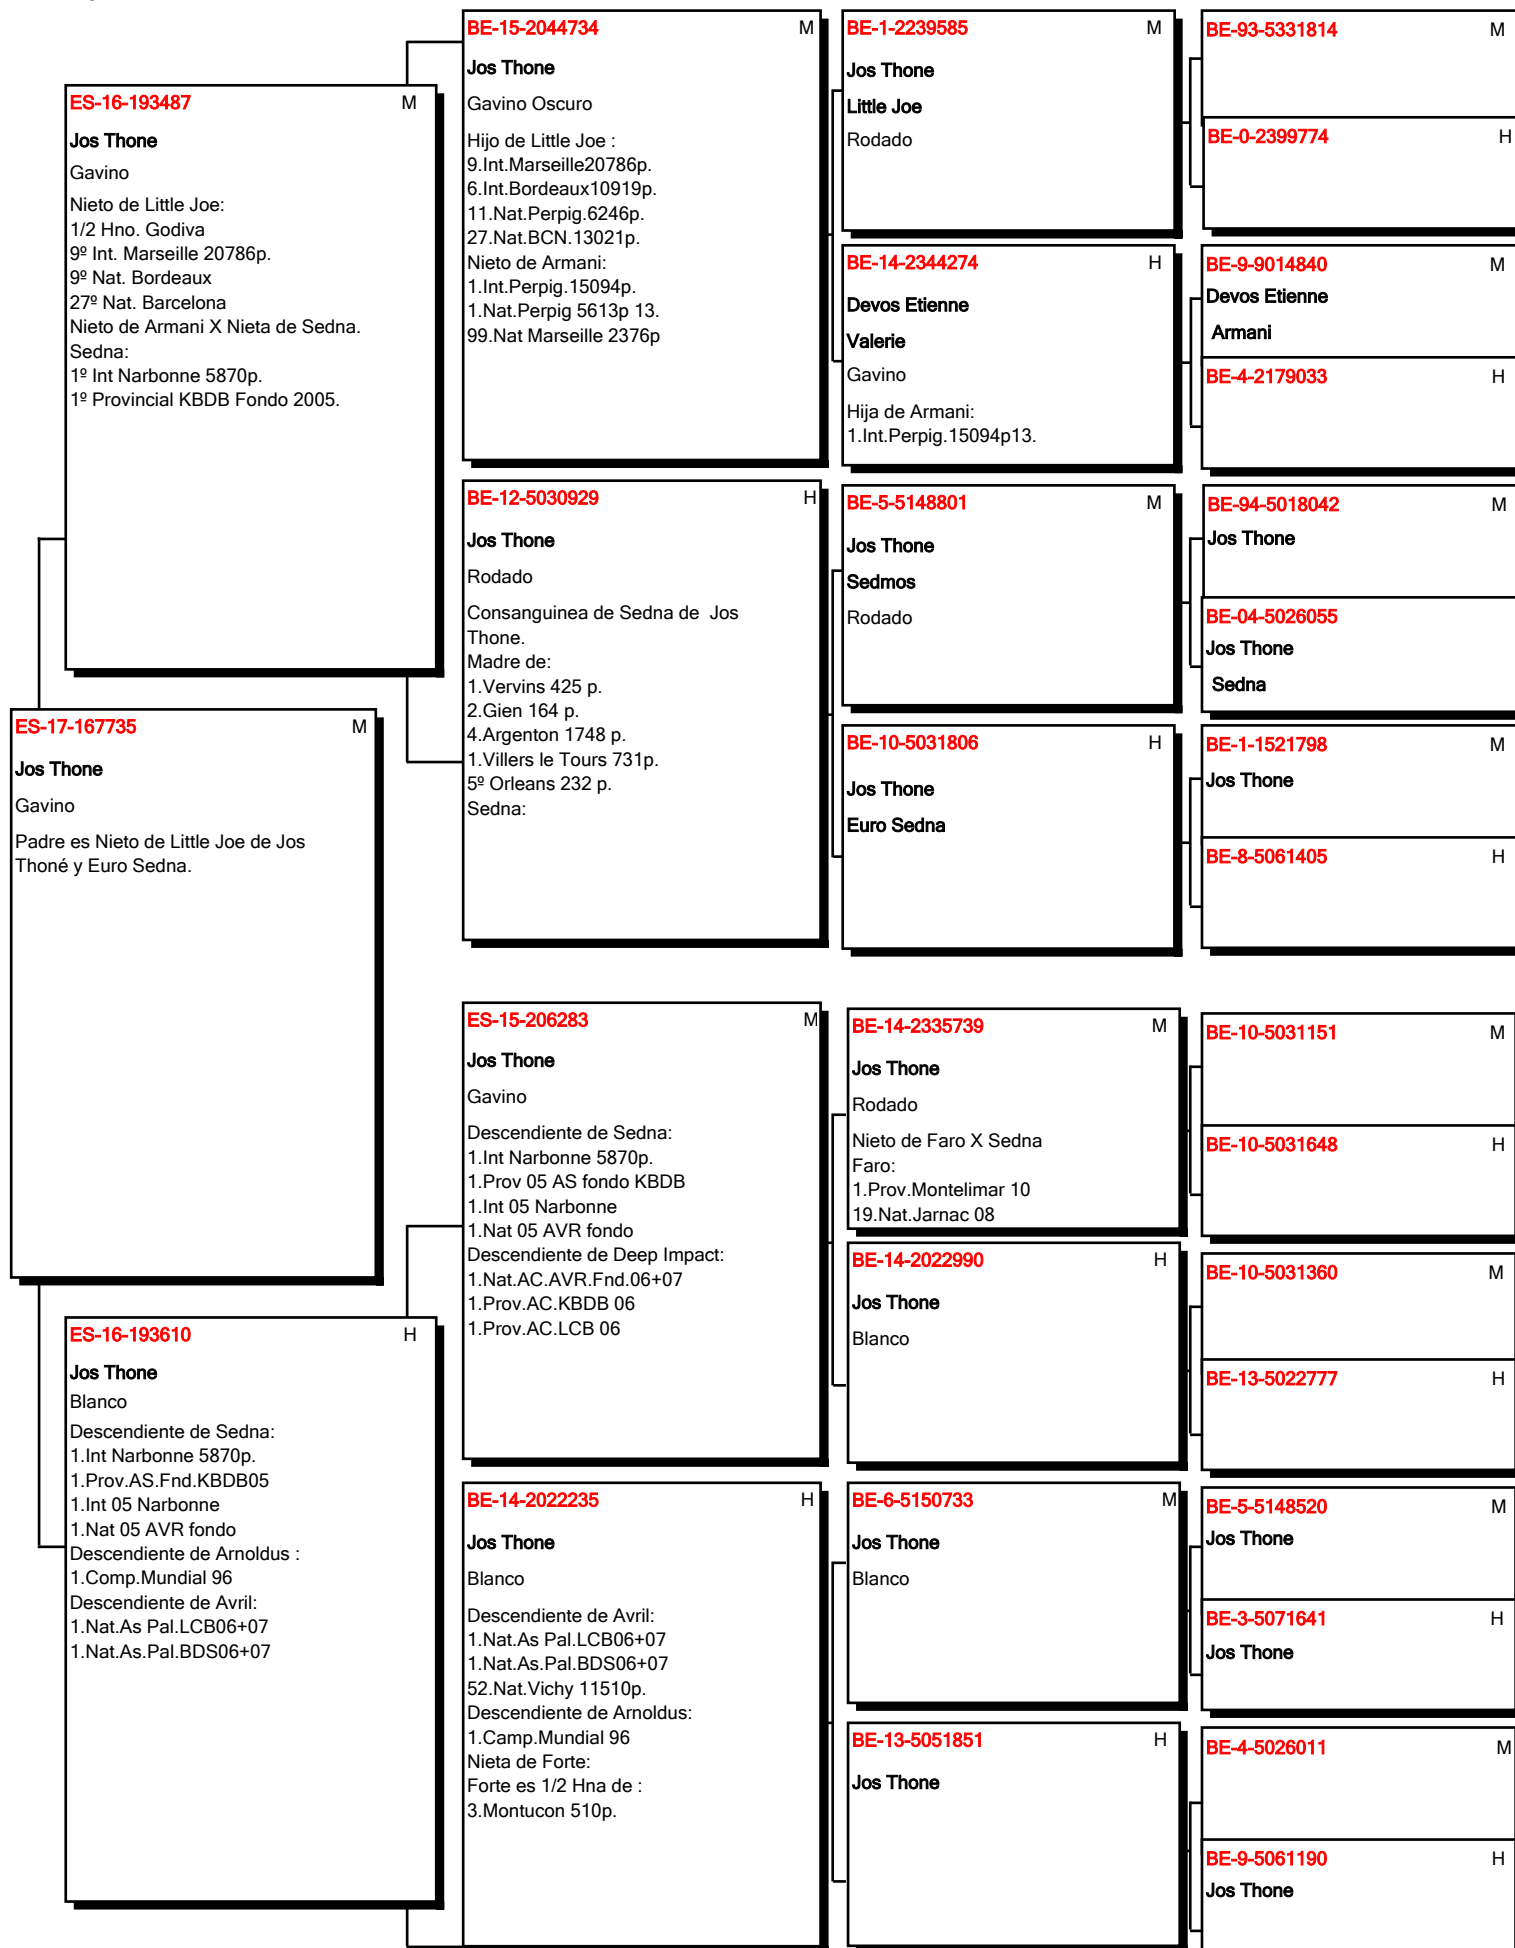 ES-17-167735 M
Jos Thone
Gavino
Padre es Nieto de Little Joe de Jos
Thoné y Euro Sedna.
ES-16-193487 M
Jos Thone
Gavino
Nieto de Little Joe:
1/2 Hno. Godiva
9º Int. Marseille 20786p.
9º Nat. Bordeaux
27º Nat. Barcelona
Nieto de Armani X Nieta de Sedna.
Sedna:
1º Int Narbonne 5870p.
1º Provincial KBDB Fondo 2005.
ES-16-193610 H
Jos Thone
Blanco
Descendiente de Sedna:
1.Int Narbonne 5870p.
1.Prov.AS.Fnd.KBDB05
1.Int 05 Narbonne
1.Nat 05 AVR fondo
Descendiente de Arnoldus :
1.Comp.Mundial 96
Descendiente de Avril:
1.Nat.As Pal.LCB06+07
1.Nat.As.Pal.BDS06+07
BE-15-2044734 M
Jos Thone
Gavino Oscuro
Hijo de Little Joe :
9.Int.Marseille20786p.
6.Int.Bordeaux10919p.
11.Nat.Perpig.6246p.
27.Nat.BCN.13021p.
Nieto de Armani:
1.Int.Perpig.15094p.
1.Nat.Perpig 5613p 13.
99.Nat Marseille 2376p
BE-12-5030929 H
Jos Thone
Rodado
Consanguinea de Sedna de  Jos
Thone.
Madre de:
1.Vervins 425 p.
2.Gien 164 p.
4.Argenton 1748 p.
1.Villers le Tours 731p.
5º Orleans 232 p.
Sedna:
ES-15-206283 M
Jos Thone
Gavino
Descendiente de Sedna:
1.Int Narbonne 5870p.
1.Prov 05 AS fondo KBDB
1.Int 05 Narbonne
1.Nat 05 AVR fondo
Descendiente de Deep Impact:
1.Nat.AC.AVR.Fnd.06+07
1.Prov.AC.KBDB 06
1.Prov.AC.LCB 06
BE-14-2022235 H
Jos Thone
Blanco
Descendiente de Avril:
1.Nat.As Pal.LCB06+07
1.Nat.As.Pal.BDS06+07
52.Nat.Vichy 11510p.
Descendiente de Arnoldus:
1.Camp.Mundial 96
Nieta de Forte:
Forte es 1/2 Hna de :
3.Montucon 510p.
BE-1-2239585 M
Jos Thone
Little Joe
Rodado
BE-14-2344274 H
Devos Etienne
Valerie
Gavino
Hija de Armani:
1.Int.Perpig.15094p13.
BE-5-5148801 M
Jos Thone
Sedmos
Rodado
BE-10-5031806 H
Jos Thone
Euro Sedna
BE-14-2335739 M
Jos Thone
Rodado
Nieto de Faro X Sedna
Faro:
1.Prov.Montelimar 10
19.Nat.Jarnac 08
BE-14-2022990 H
Jos Thone
Blanco
BE-6-5150733 M
Jos Thone
Blanco
BE-13-5051851 H
Jos Thone
BE-93-5331814 M
BE-0-2399774 H
BE-9-9014840 M
Devos Etienne
Armani
BE-4-2179033 H
BE-94-5018042 M
Jos Thone
BE-04-5026055
Jos Thone
Sedna
BE-1-1521798 M
Jos Thone
BE-8-5061405 H
BE-10-5031151 M
BE-10-5031648 H
BE-10-5031360 M
BE-13-5022777 H
BE-5-5148520 M
Jos Thone
BE-3-5071641 H
Jos Thone
BE-4-5026011 M
BE-9-5061190 H
Jos Thone